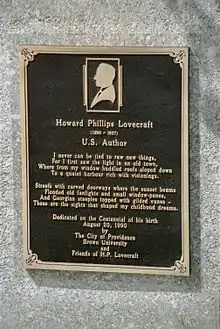 Howard Phillips Lovecraft
(1890 - 1937)
U.S. Author
I never can be tied to raw new things,
For I first saw the light in an old town,
Where from my window huddled roofs sloped down
To a quaint harbour rich with visionings.
Streets with carved doorways where the sunset beams
Flooded old fanlights and small window-panes,
And Georgian steeples topped with gilded vanes -
These are the sights that shaped my childhood dreams.
Dedicated on the Centennial of his birth
August 20, 1990
by
The City of Providence
Brown University
and
Friends of H.P. Lovecraft